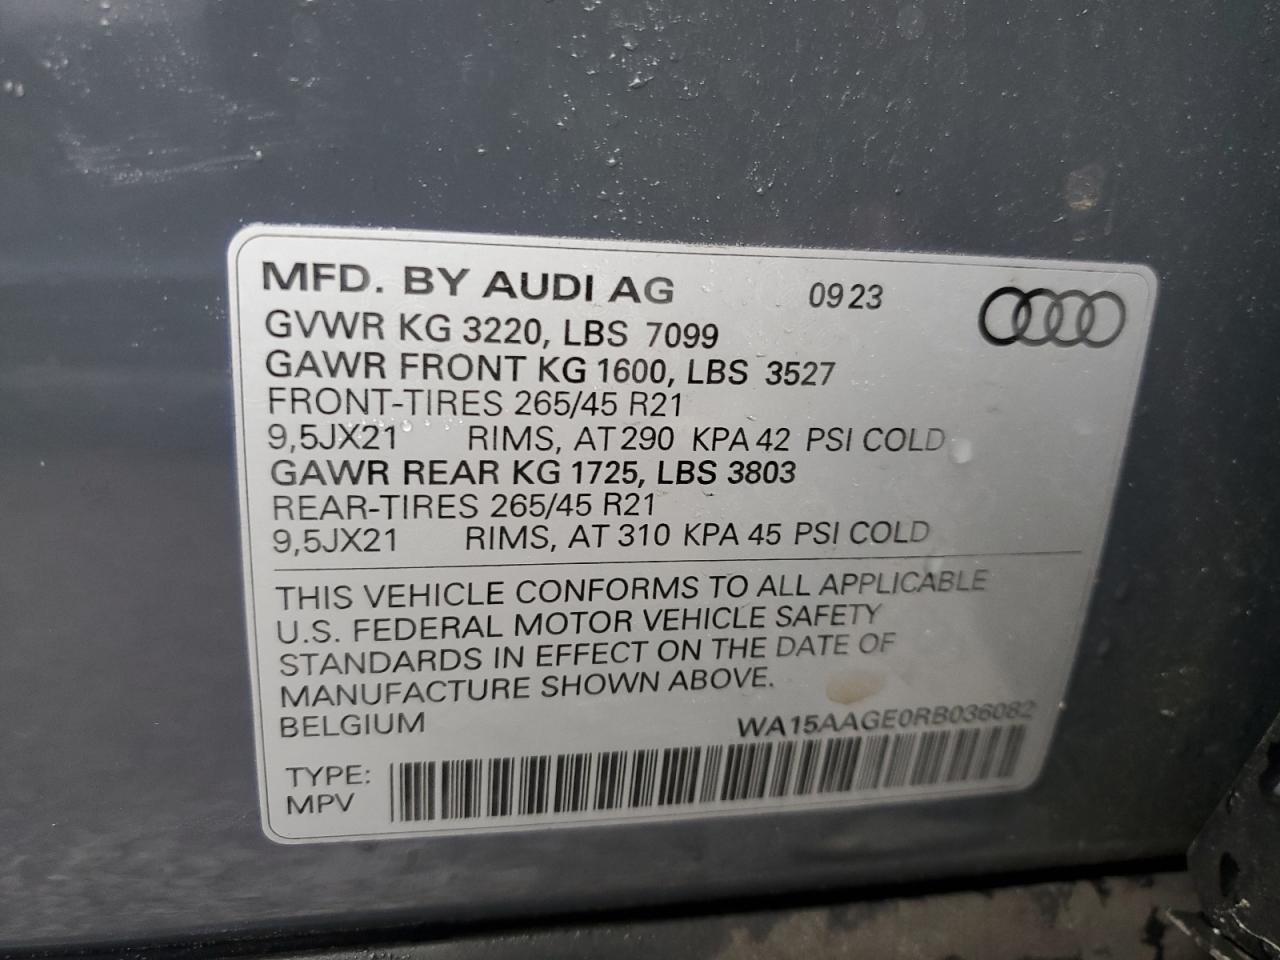 MFD. BY AUDI AG 09 23
GVWR KG 3220, LBS 7099
GAWR FRONT KG 1600, LBS 3527
FRONT-TIRES 265/45 R21
9,5JX21 RIMS, AT 290 KPA 42 PSI COLD
GAWR REAR KG 1725, LBS 3803
REAR-TIRES 265/45 R21
9,5JX21 RIMS, AT 310 KPA 45 PSI COLD
THIS VEHICLE CONFORMS TO ALL APPLICABLE
U.S. FEDERAL MOTOR VEHICLE SAFETY
STANDARDS IN EFFECT ON THE DATE OF
MANUFACTURE SHOWN ABOVE.
BELGIUM WA15AAGE0RB036082
TYPE:
MPV